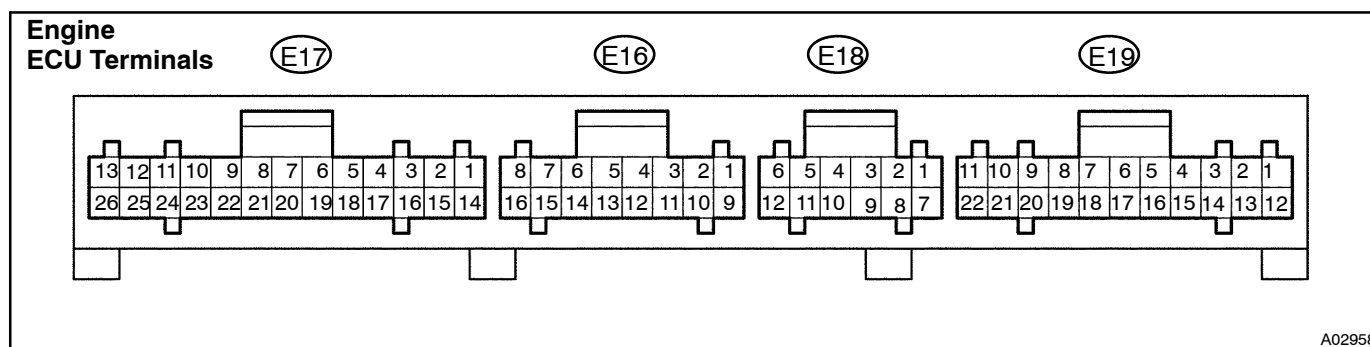 Engine
ECU Terminals
E17 E16 E18 E19
13 12 11 10 9 8 7 6 5 4 3 2 1 8 7 6 5 4 3 2 1 6 5 4 3 2 1 11 10 9 8 7 6 5 4 3 2 1
26 25 24 23 22 21 20 19 18 17 16 15 14 16 15 14 13 12 11 10 9 12 11 10 9 8 7 22 21 20 19 18 17 16 15 14 13 12
A02958